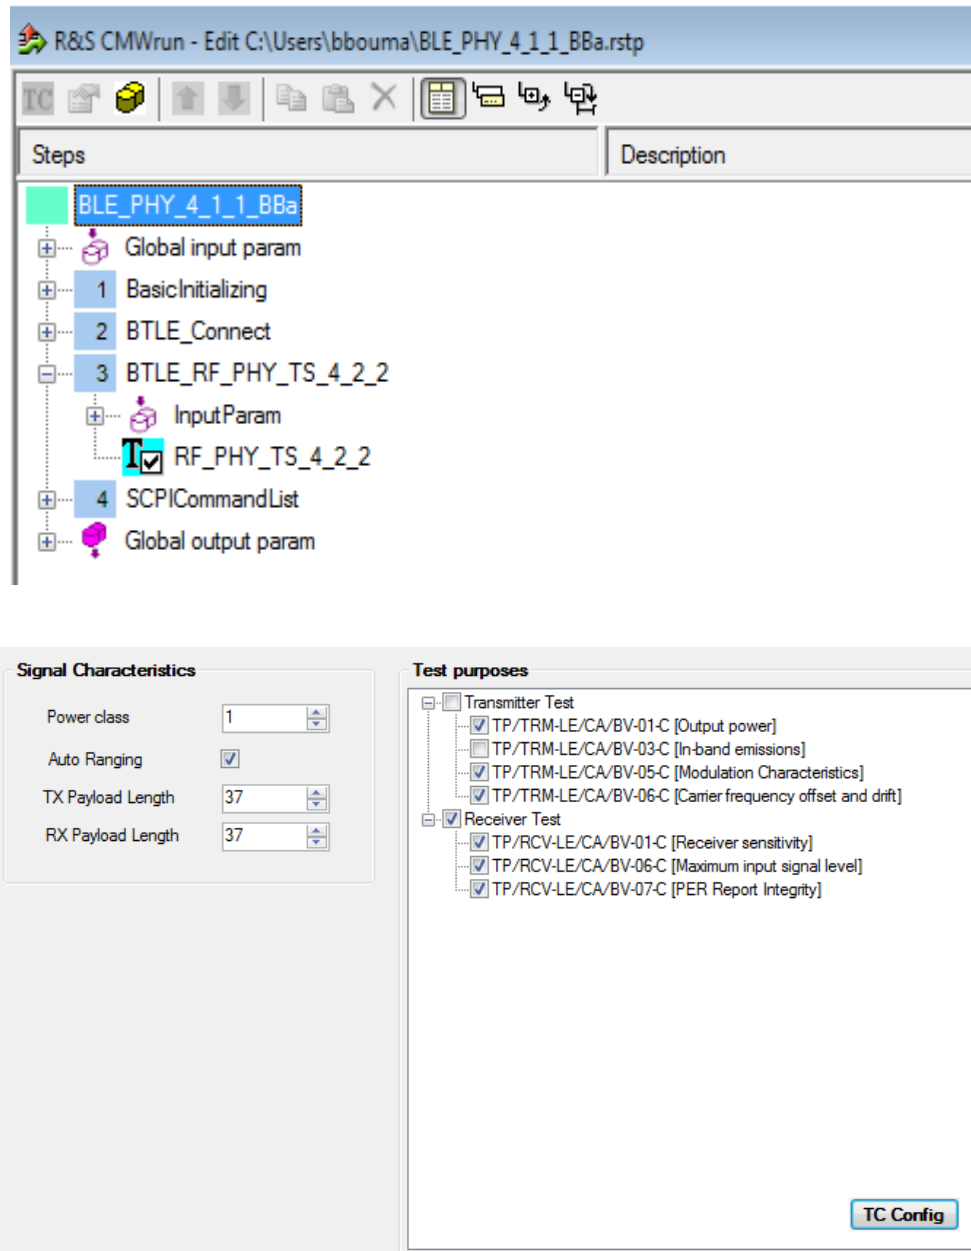 R&S CMWrun - Edit C:\Users\bbouma\BLE_PHY_4_1_1_BBa.rstp
TC
Steps
Description
BLE_PHY_4_1_1_BBa
Global input param
1 BasicInitializing
2 BTLE_Connect
3 BTLE_RF_PHY_TS_4_2_2
InputParam
T RF_PHY_TS_4_2_2
4 SCPICommandList
Global output param
Signal Characteristics
Power class 1
Auto Ranging
TX Payload Length 37
RX Payload Length 37
Test purposes
Transmitter Test
TP/TRM-LE/CA/BV-01-C [Output power]
TP/TRM-LE/CA/BV-03-C [In-band emissions]
TP/TRM-LE/CA/BV-05-C [Modulation Characteristics]
TP/TRM-LE/CA/BV-06-C [Carrier frequency offset and drift]
Receiver Test
TP/RCV-LE/CA/BV-01-C [Receiver sensitivity]
TP/RCV-LE/CA/BV-06-C [Maximum input signal level]
TP/RCV-LE/CA/BV-07-C [PER Report Integrity]
TC Config